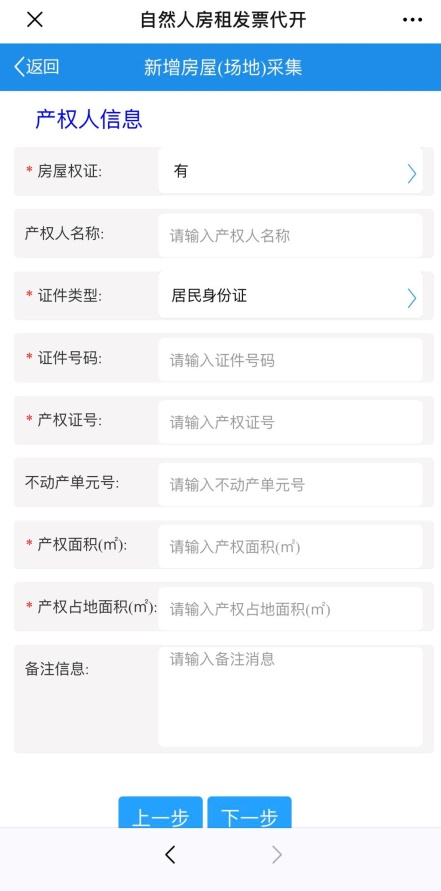 自然人房租发票代开
返回
新增房屋(场地)采集
产权人信息
* 房屋权证: 有
产权人名称: 请输入产权人名称
* 证件类型: 居民身份证
* 证件号码: 请输入证件号码
* 产权证号: 请输入产权证号
不动产单元号: 请输入不动产单元号
* 产权面积(㎡): 请输入产权面积(㎡)
* 产权占地面积(㎡): 请输入产权占地面积(㎡)
备注信息: 请输入备注消息
上一步 下一步